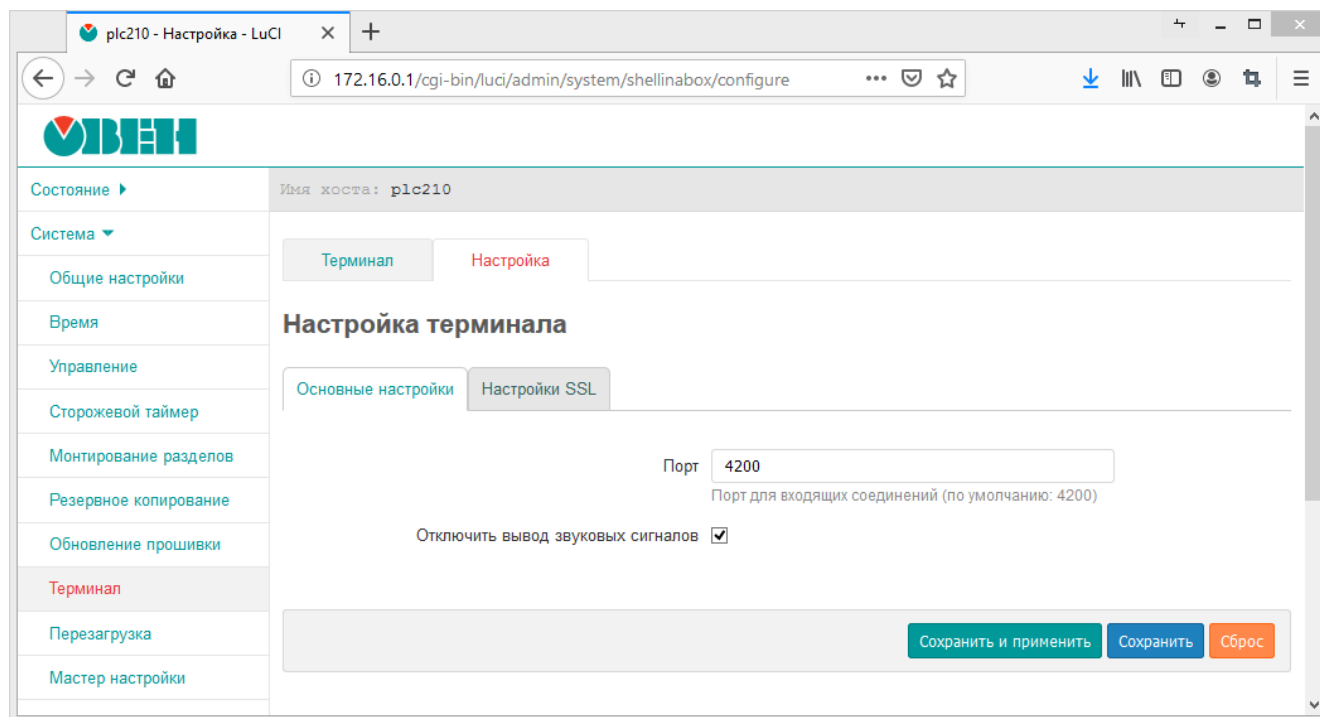 plc210 - Настройка - LuCI
172.16.0.1/cgi-bin/luci/admin/system/shellinabox/configure
ОВЕН
Состояние
Имя хоста: plc210
Система
Терминал Настройка
Общие настройки
Время
Настройка терминала
Управление
Основные настройки Настройки SSL
Сторожевой таймер
Монтирование разделов
Порт 4200
Порт для входящих соединений (по умолчанию: 4200)
Резервное копирование
Отключить вывод звуковых сигналов
Обновление прошивки
Терминал
Перезагрузка
Сохранить и применить Сохранить Сброс
Мастер настройки